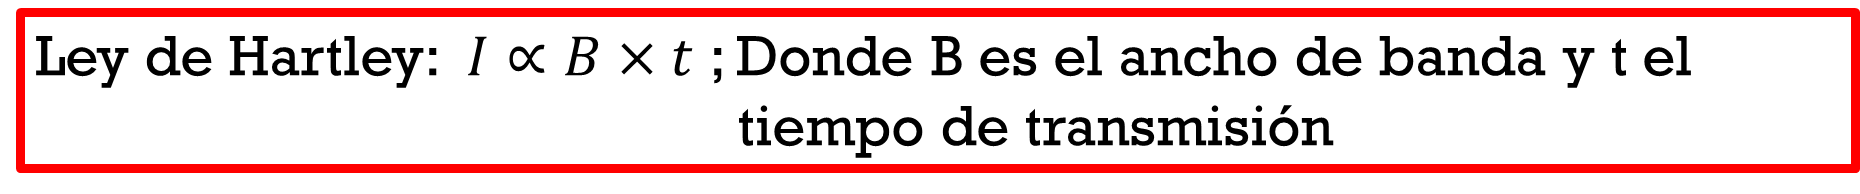 Ley de Hartley: I ∝ B × t ; Donde B es el ancho de banda y t el
tiempo de transmisión